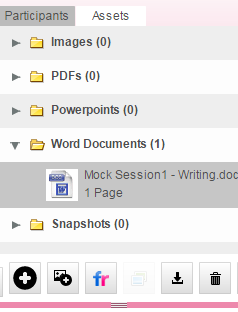 Participants Assets
Images (0)
PDFs (0)
Powerpoints (0)
Word Documents (1)
Mock Session1 - Writing.doc
1 Page
Snapshots (0)
fr